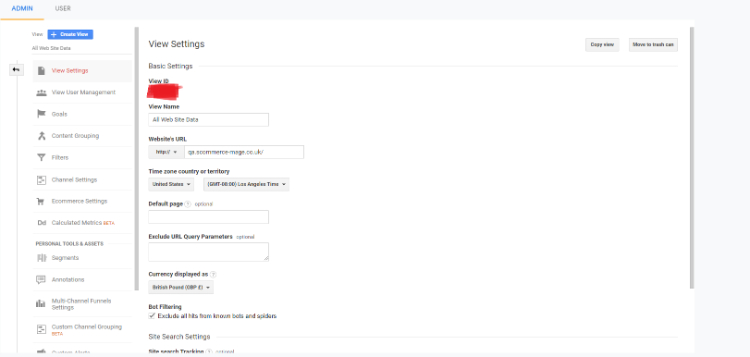 ADMIN USER
View + Create View
All Web Site Data
View Settings
View User Management
Goals
Content Grouping
Filters
Channel Settings
Ecommerce Settings
Dd Calculated Metrics BETA
PERSONAL TOOLS & ASSETS
Segments
Annotations
Multi-Channel Funnels
Settings
Custom Channel Grouping
BETA
Custom Alerts
View Settings
Copy view Move to trash can
Basic Settings
View ID
View Name
All Web Site Data
Website's URL
http:// qa.ecommerce-mage.co.uk/
Time zone country or territory
United States (GMT-08:00) Los Angeles Time
Default page ? optional
Exclude URL Query Parameters optional
Currency displayed as ?
British Pound (GBP £)
Bot Filtering
Exclude all hits from known bots and spiders
Site Search Settings
Site search Tracking ? optional